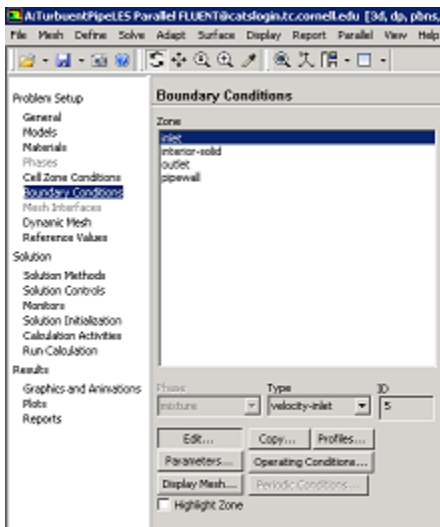 A:TurbuentPipeLES Parallel FLUENT@catslogin.tc.cornell.edu [3d, dp, pbns,
File Mesh Define Solve Adapt Surface Display Report Parallel View Help
Problem Setup
General
Models
Materials
Phases
Cell Zone Conditions
Boundary Conditions
Mesh Interfaces
Dynamic Mesh
Reference Values
Solution
Solution Methods
Solution Controls
Monitors
Solution Initialization
Calculation Activities
Run Calculation
Results
Graphics and Animations
Plots
Reports
Boundary Conditions
Zone
inlet
interior-solid
outlet
pipewall
Phase Type ID
mixture velocity-inlet 5
Edit... Copy... Profiles...
Parameters... Operating Conditions...
Display Mesh... Periodic Conditions...
Highlight Zone